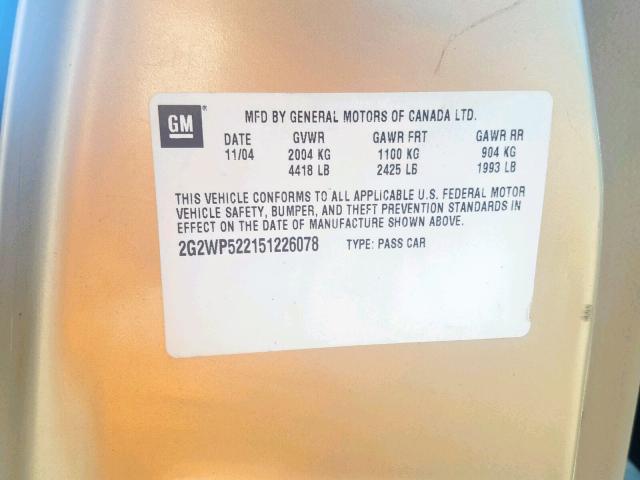 GM®
MFD BY GENERAL MOTORS OF CANADA LTD.
DATE GVWR GAWR FRT GAWR RR
11/04 2004 KG 1100 KG 904 KG
4418 LB 2425 LB 1993 LB
THIS VEHICLE CONFORMS TO ALL APPLICABLE U.S. FEDERAL MOTOR
VEHICLE SAFETY, BUMPER, AND THEFT PREVENTION STANDARDS IN
EFFECT ON THE DATE OF MANUFACTURE SHOWN ABOVE.
2G2WP522151226078 TYPE: PASS CAR